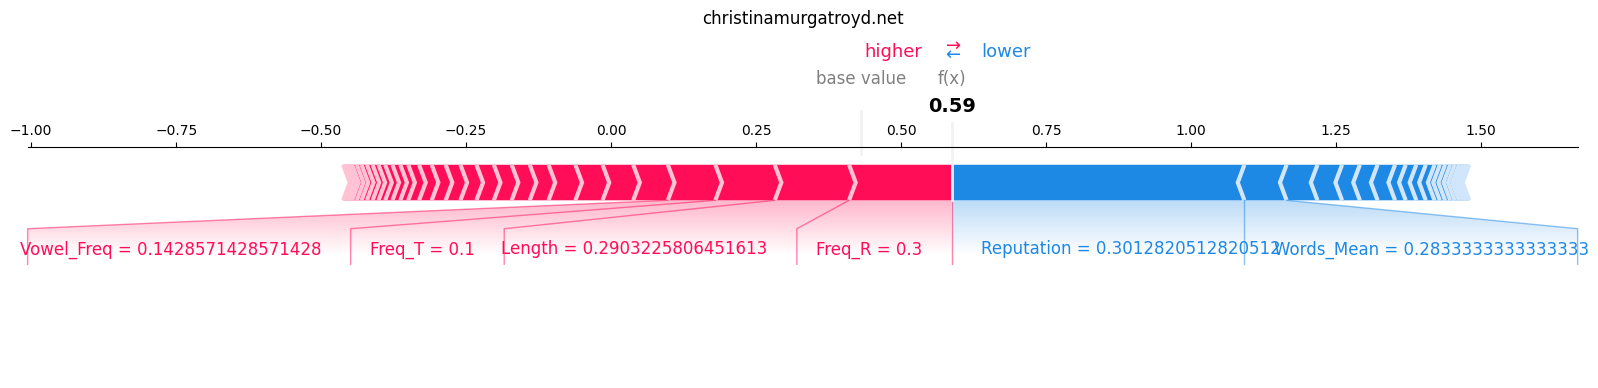 christinamurgatroyd.net
higher → lower
←
base value f(x)
0.59
−1.00 −0.75 −0.50 −0.25 0.00 0.25 0.50 0.75 1.00 1.25 1.50
Vowel_Freq = 0.1428571428571428 Freq_T = 0.1 Length = 0.2903225806451613 Freq_R = 0.3 Reputation = 0.3012820512820512 Words_Mean = 0.2833333333333333